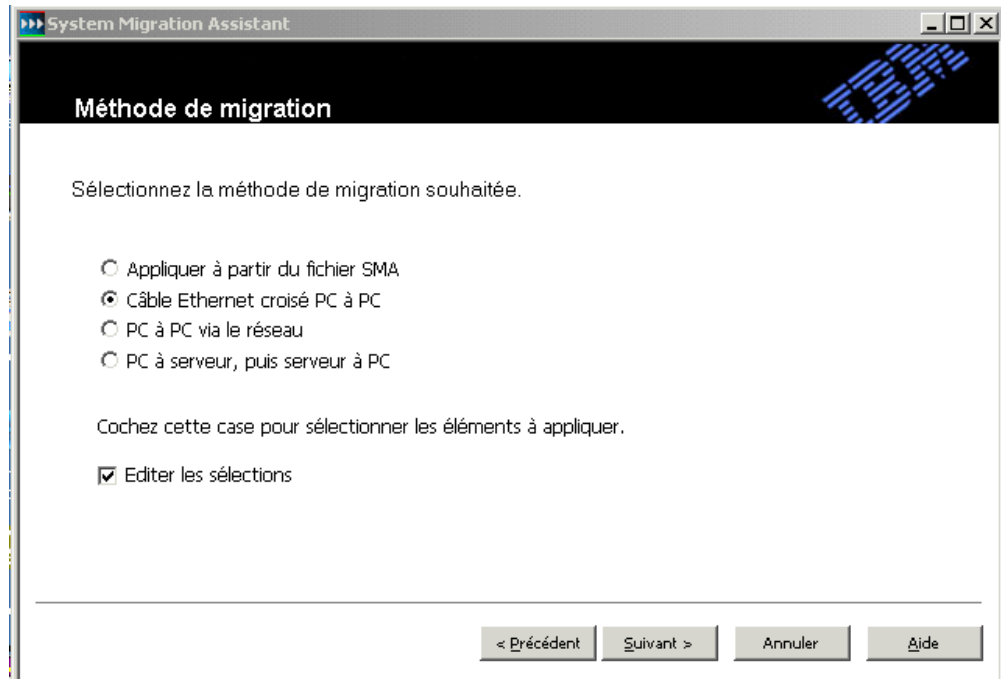 System Migration Assistant
IBM
Méthode de migration
Sélectionnez la méthode de migration souhaitée.
Appliquer à partir du fichier SMA
Câble Ethernet croisé PC à PC
PC à PC via le réseau
PC à serveur, puis serveur à PC
Cochez cette case pour sélectionner les éléments à appliquer.
Editer les sélections
< Précédent Suivant > Annuler Aide